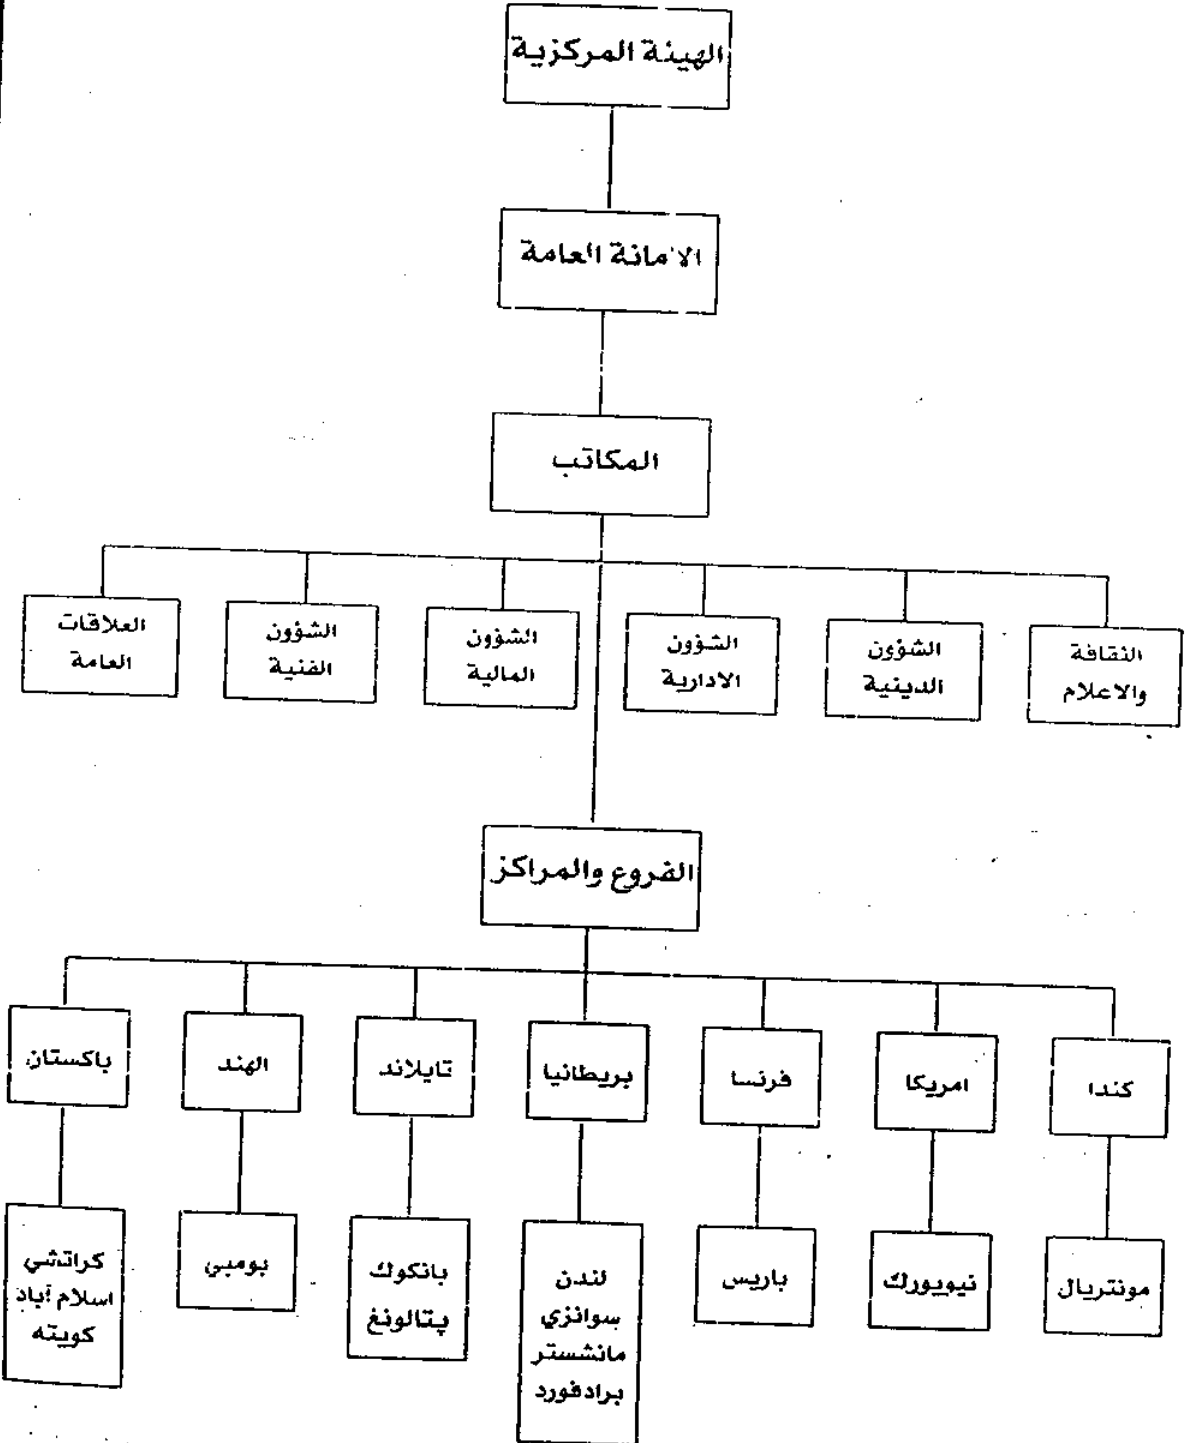 الهيئة المركزية
الامانة العامة
المكاتب
الثقافة
والاعلام
الشؤون
الدينية
الشؤون
الادارية
الشؤون
المالية
الشؤون
الفنية
العلاقات
العامة
الفروع والمراكز
كندا
امريكا
فرنسا
بريطانيا
تايلاند
الهند
باكستان
مونتريال
نيويورك
باريس
لندن
سوانزي
مانشستر
برادفورد
بانكوك
پتالونغ
بومبي
كراتشي
اسلام آباد
كويته